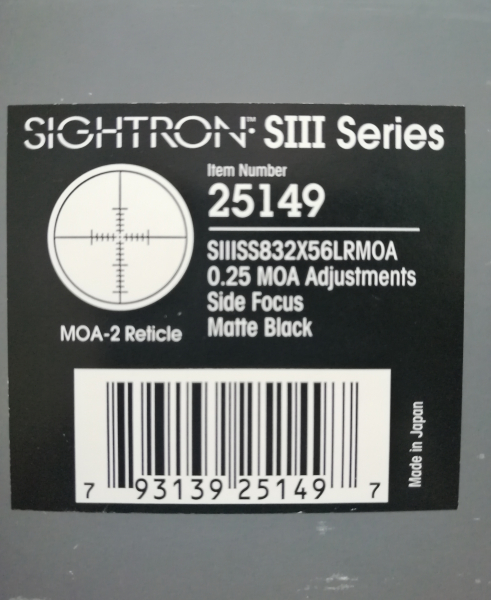 SIGHTRON™ SIII Series
Item Number
25149
SIIISS832X56LRMOA
0.25 MOA Adjustments
Side Focus
Matte Black
MOA-2 Reticle
Made in Japan
7 93139 25149 7